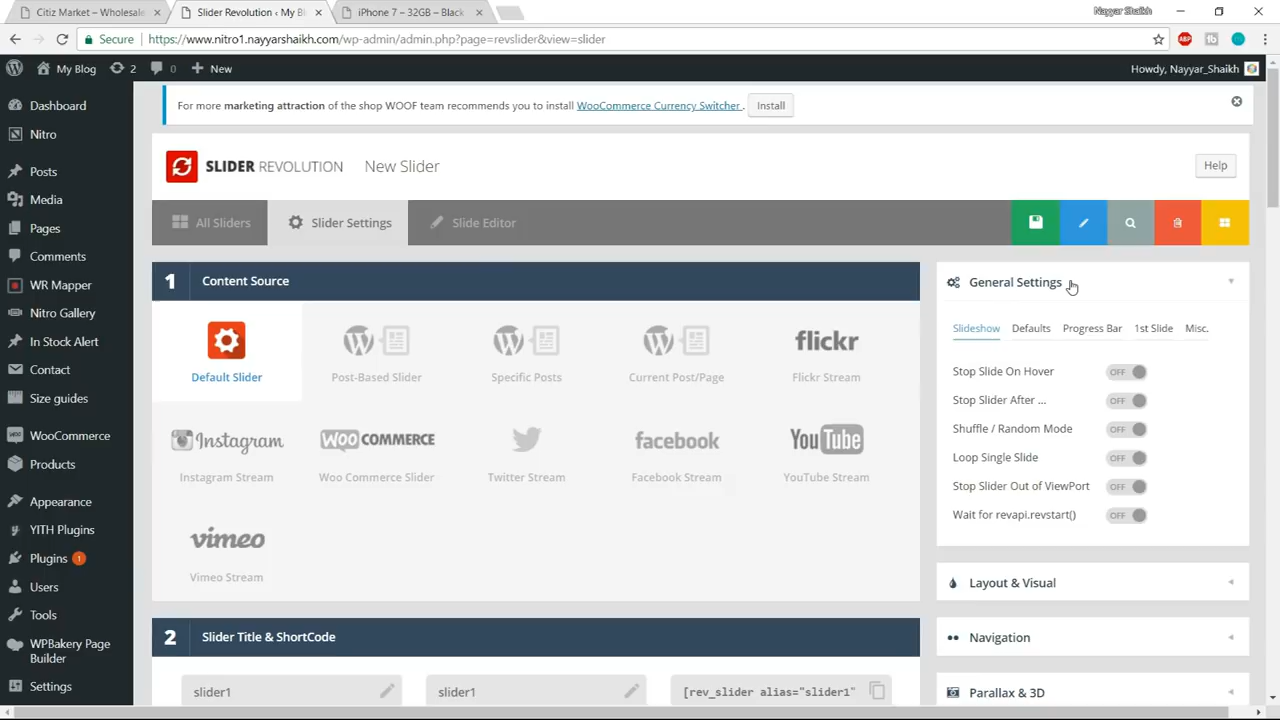 Citiz Market – Wholesale
Slider Revolution ‹ My B
iPhone 7 – 32GB – Black
Nayyar Shaikh
Secure
https://www.nitro1.nayyarshaikh.com/wp-admin/admin.php?page=revslider&view=slider
ABP
My Blog
2
0
New
Howdy, Nayyar_Shaikh
Dashboard
Nitro
Posts
Media
Pages
Comments
WR Mapper
Nitro Gallery
In Stock Alert
Contact
Size guides
WooCommerce
Products
Appearance
YITH Plugins
Plugins 1
Users
Tools
WPBakery Page
Builder
Settings
For more marketing attraction of the shop WOOF team recommends you to install WooCommerce Currency Switcher . Install
SLIDER REVOLUTION New Slider
Help
All Sliders
Slider Settings
Slide Editor
1 Content Source
Default Slider
Post-Based Slider
Specific Posts
Current Post/Page
flickr
Flickr Stream
Instagram
Instagram Stream
WOO COMMERCE
Woo Commerce Slider
Twitter Stream
facebook
Facebook Stream
YouTube
YouTube Stream
vimeo
Vimeo Stream
2 Slider Title & ShortCode
slider1
slider1
[rev_slider alias="slider1"
General Settings
Slideshow Defaults Progress Bar 1st Slide Misc.
Stop Slide On Hover OFF
Stop Slider After ... OFF
Shuffle / Random Mode OFF
Loop Single Slide OFF
Stop Slider Out of ViewPort OFF
Wait for revapi.revstart() OFF
Layout & Visual
Navigation
Parallax & 3D